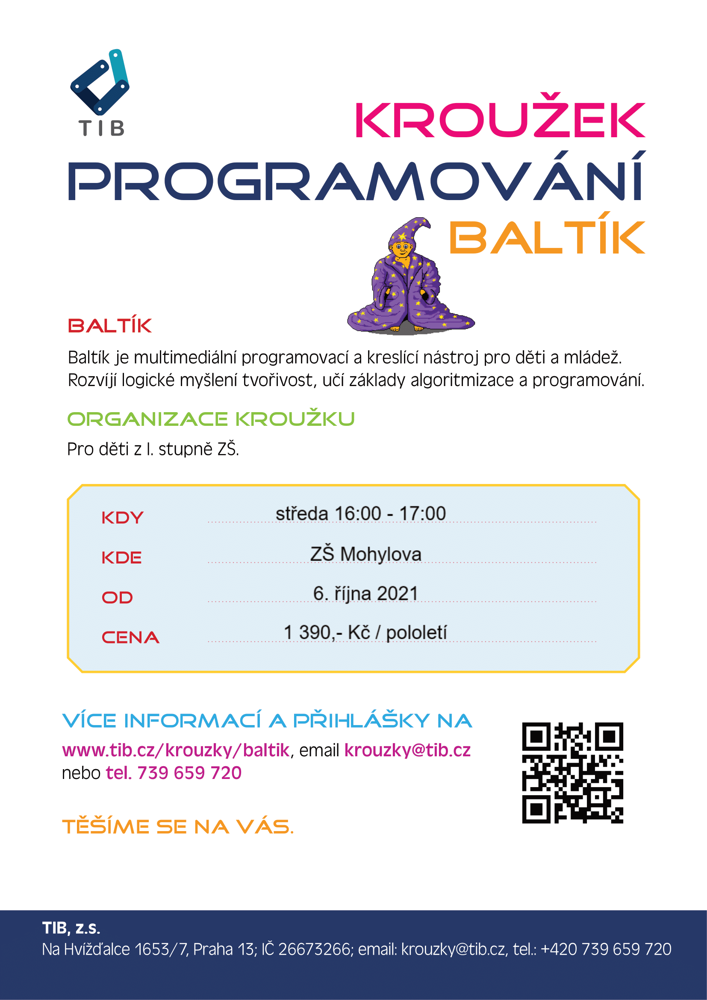 TIB
KROUŽEK
PROGRAMOVÁNÍ
BALTÍK
BALTÍK
Baltík je multimediální programovací a kreslící nástroj pro děti a mládež.
Rozvíjí logické myšlení tvořivost, učí základy algoritmizace a programování.
ORGANIZACE KROUŽKU
Pro děti z I. stupně ZŠ.
KDY středa 16:00 - 17:00
KDE ZŠ Mohylova
OD 6. října 2021
CENA 1 390,- Kč / pololetí
VÍCE INFORMACÍ A PŘIHLÁŠKY NA
www.tib.cz/krouzky/baltik, email krouzky@tib.cz
nebo tel. 739 659 720
TĚŠÍME SE NA VÁS.
TIB, z.s.
Na Hvížďalce 1653/7, Praha 13; IČ 26673266; email: krouzky@tib.cz, tel.: +420 739 659 720